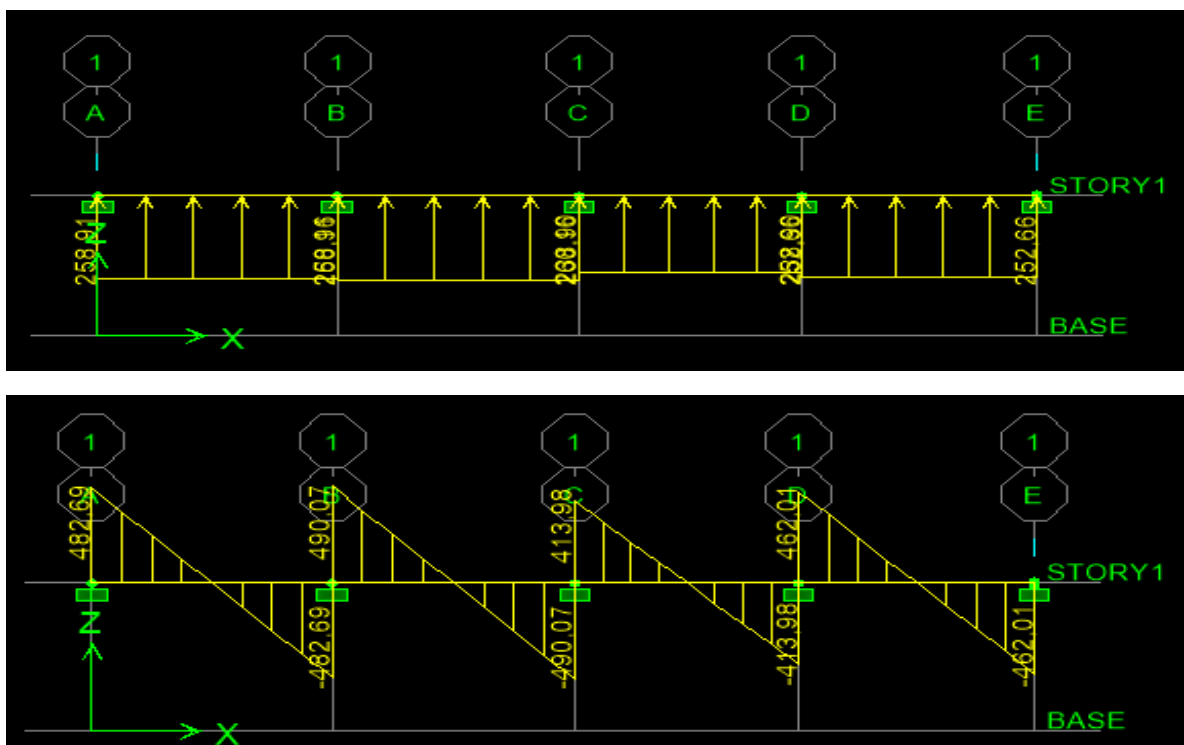 1 1 1 1 1
A B C D E
STORY1
258.91 252.66
Z
X
BASE
1 1 1 1 1
A B C D E
482.69 490.07 413.98 462.01
STORY1
-482.69 -490.07 -413.98 -462.01
Z
X
BASE